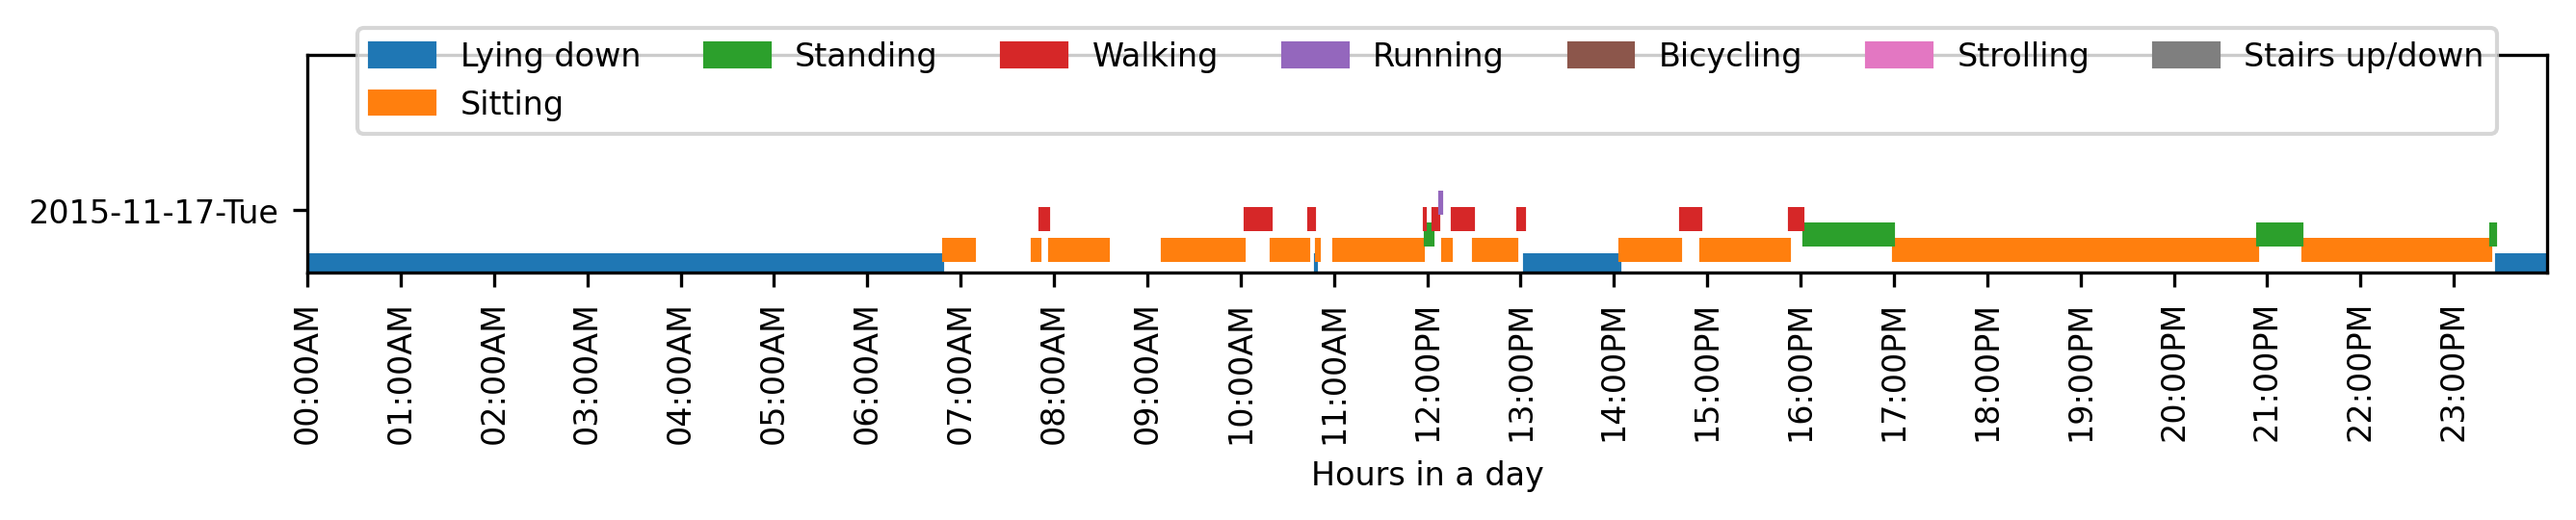 Lying down Standing Walking Running Bicycling Strolling Stairs up/down
Sitting
2015-11-17-Tue
00:00AM 01:00AM 02:00AM 03:00AM 04:00AM 05:00AM 06:00AM 07:00AM 08:00AM 09:00AM 10:00AM 11:00AM 12:00PM 13:00PM 14:00PM 15:00PM 16:00PM 17:00PM 18:00PM 19:00PM 20:00PM 21:00PM 22:00PM 23:00PM
Hours in a day